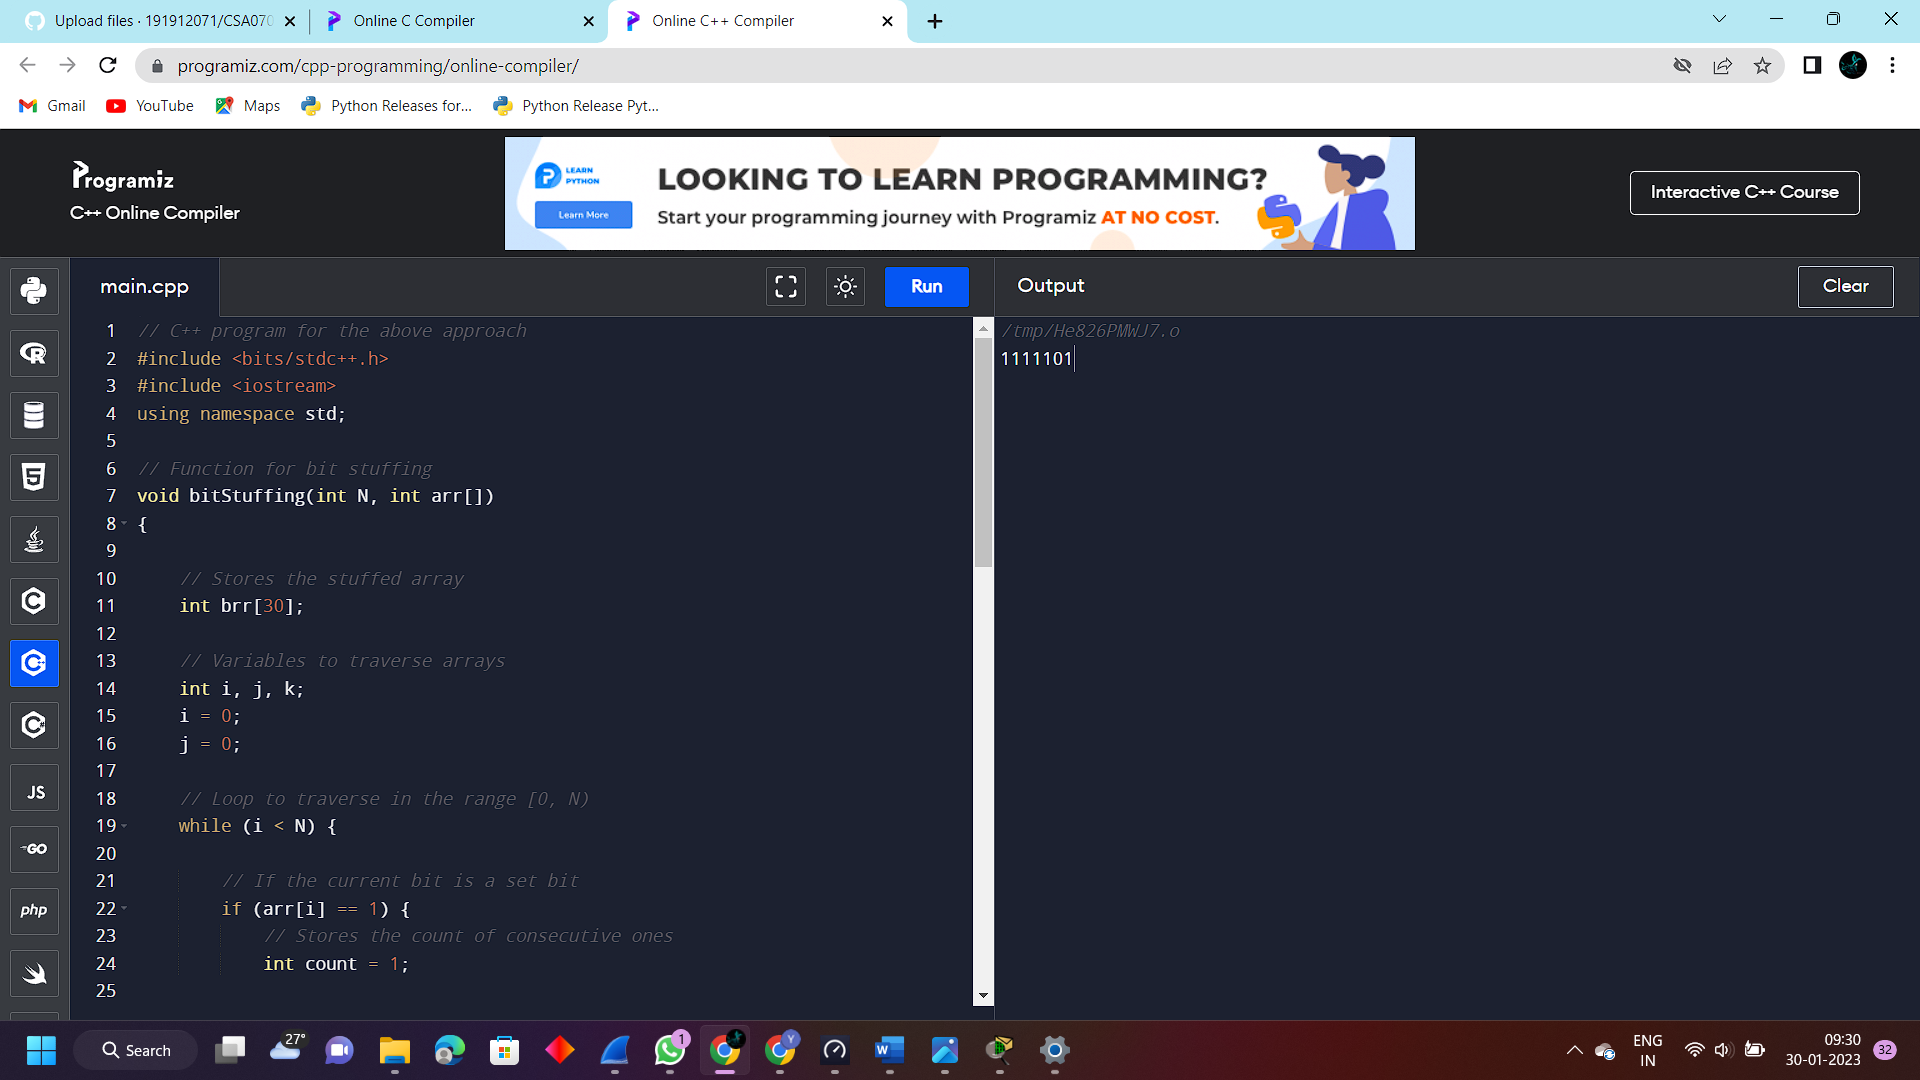 Upload files · 191912071/CSA070
Online C Compiler
Online C++ Compiler
programiz.com/cpp-programming/online-compiler/
Gmail
YouTube
Maps
Python Releases for...
Python Release Pyt...
Programiz
C++ Online Compiler
LEARN
PYTHON
Learn More
LOOKING TO LEARN PROGRAMMING?
Start your programming journey with Programiz AT NO COST.
Interactive C++ Course
main.cpp
Run
Output
Clear
1 // C++ program for the above approach
2 #include <bits/stdc++.h>
3 #include <iostream>
4 using namespace std;
5
6 // Function for bit stuffing
7 void bitStuffing(int N, int arr[])
8 {
9
10 // Stores the stuffed array
11 int brr[30];
12
13 // Variables to traverse arrays
14 int i, j, k;
15 i = 0;
16 j = 0;
17
18 // Loop to traverse in the range [0, N)
19 while (i < N) {
20
21 // If the current bit is a set bit
22 if (arr[i] == 1) {
23 // Stores the count of consecutive ones
24 int count = 1;
25
/tmp/He826PMWJ7.o
1111101
JS
GO
php
Search
27°
1
Y
ENG
IN
09:30
30-01-2023
32